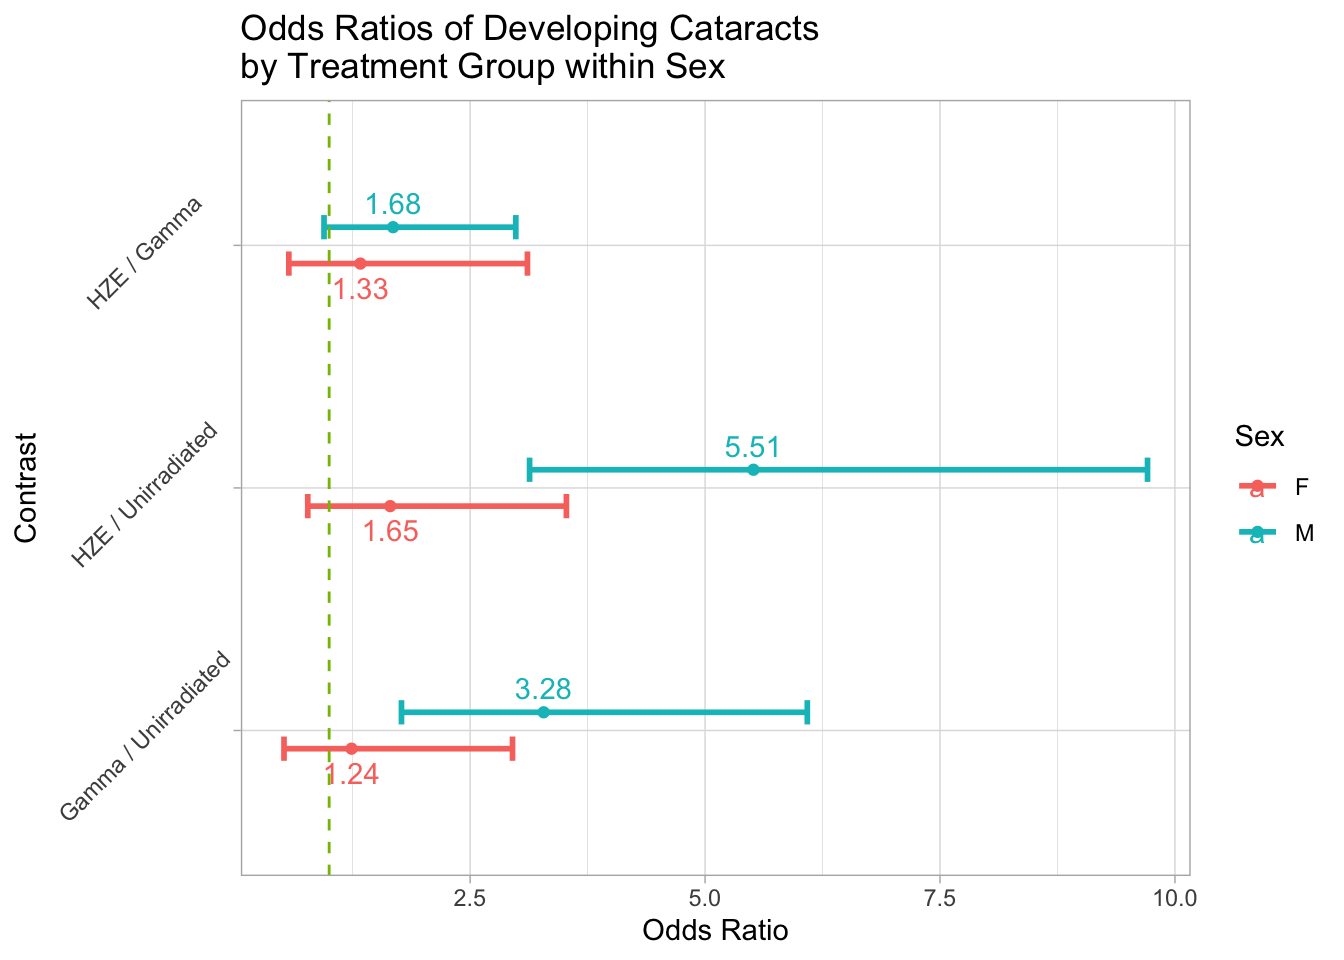 Odds Ratios of Developing Cataracts
by Treatment Group within Sex
Contrast
HZE / Gamma
1.68
1.33
HZE / Unirradiated
5.51
1.65
Gamma / Unirradiated
3.28
1.24
2.5 5.0 7.5 10.0
Odds Ratio
Sex
a F
a M